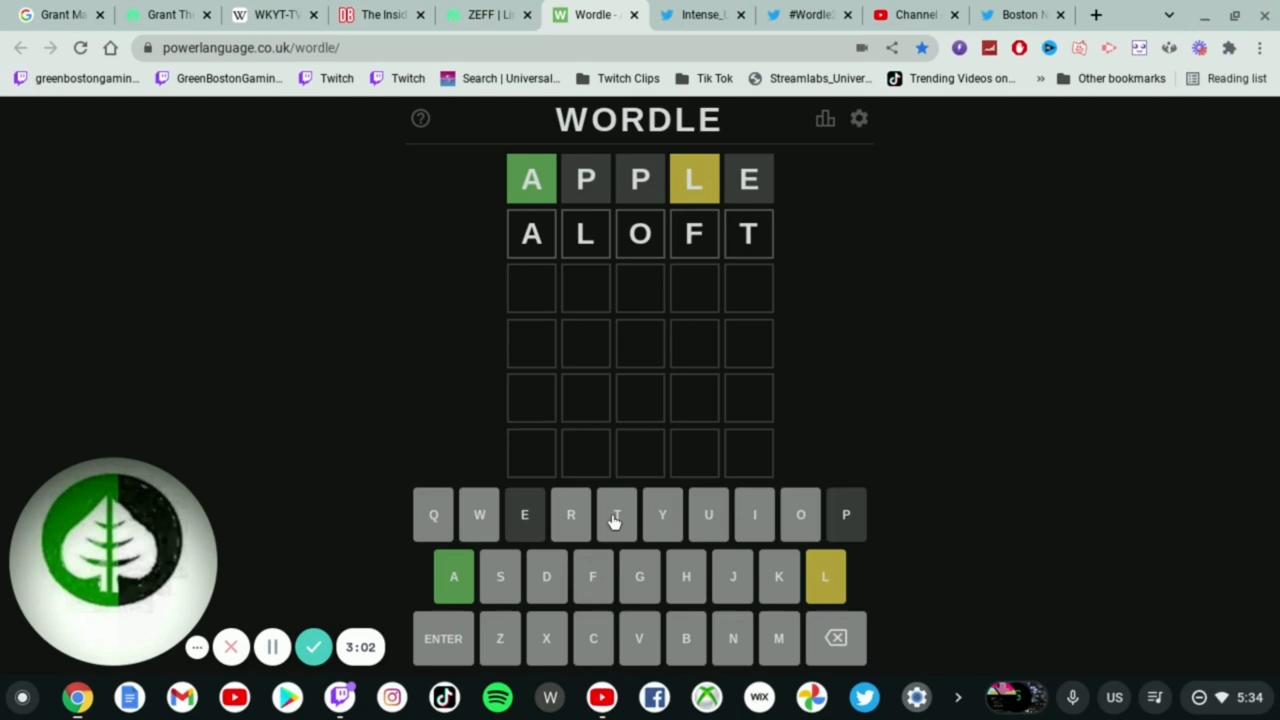 Grant Ma
Grant Th
WKYT-T
The Insid
ZEFF | Li
Wordle -
Intense_
#Wordle
Channel
Boston N
powerlanguage.co.uk/wordle/
greenbostongamin...
GreenBostonGamin...
Twitch
Twitch
Search | Universal...
Twitch Clips
Tik Tok
Streamlabs_Univer...
Trending Videos on...
»
Other bookmarks
Reading list
WORDLE
A P P L E
A L O F T
Q W E R T Y U I O P
A S D F G H J K L
ENTER Z X C V B N M
3:02
W
WIX
US
5:34